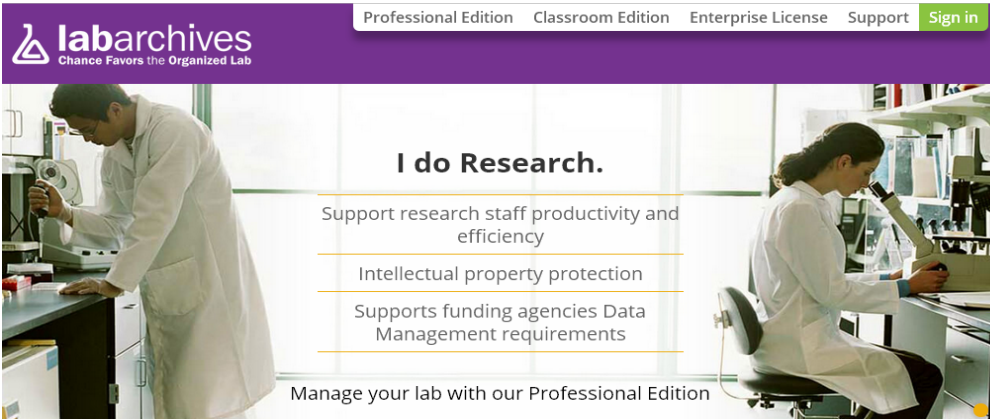 Professional Edition Classroom Edition Enterprise License Support Sign in
labarchives
Chance Favors the Organized Lab
I do Research.
Support research staff productivity and
efficiency
Intellectual property protection
Supports funding agencies Data
Management requirements
Manage your lab with our Professional Edition